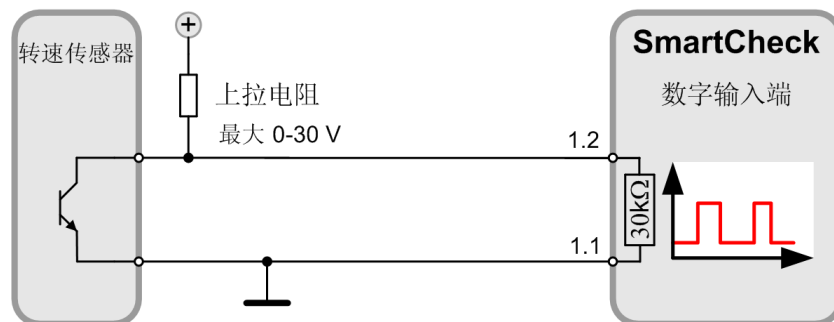 转速传感器
+
上拉电阻
最大 0-30 V
1.2
1.1
SmartCheck
数字输入端
30kΩ